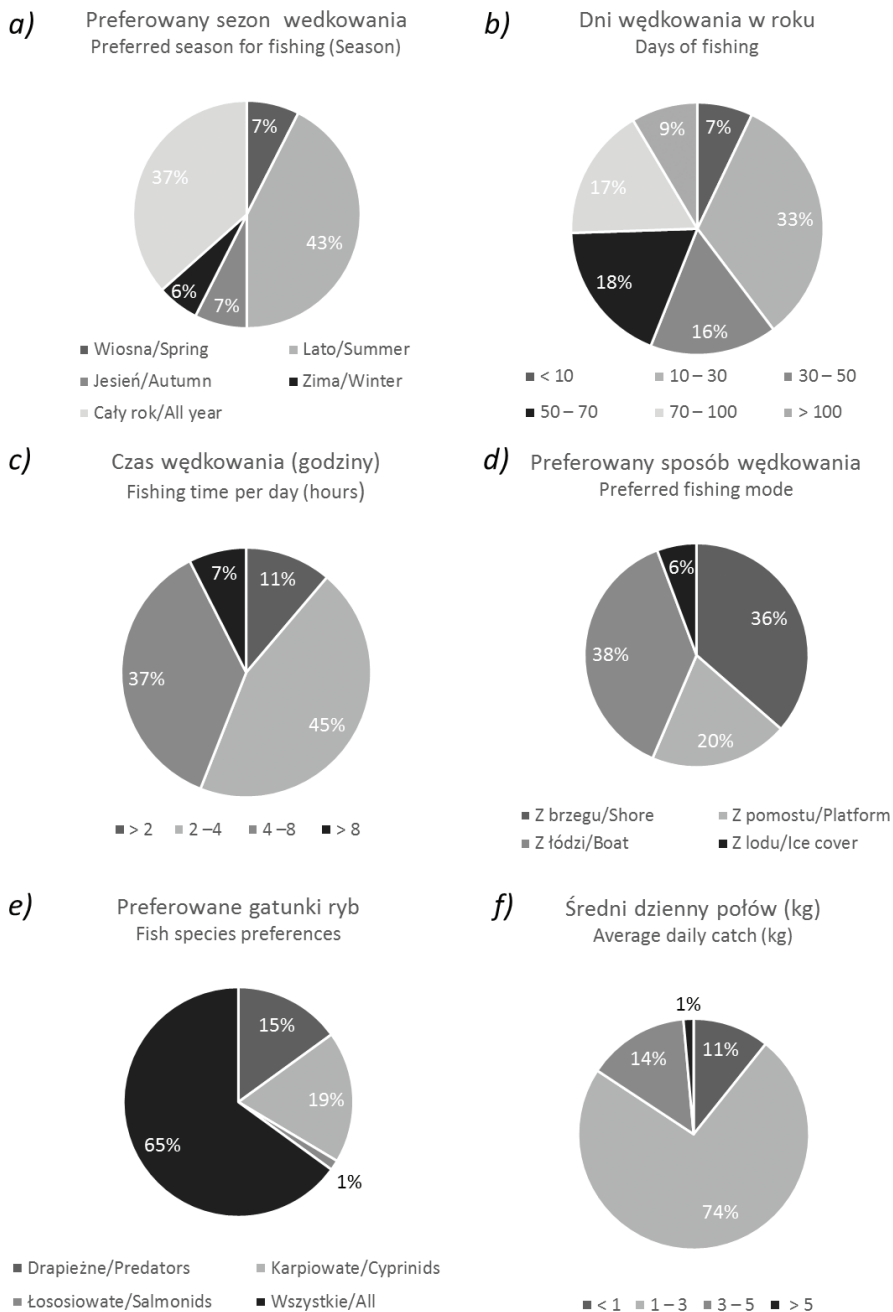 a) Preferowany sezon wedkowania
Preferred season for fishing (Season)
7%
43%
7%
6%
37%
■ Wiosna/Spring ■ Lato/Summer
■ Jesień/Autumn ■ Zima/Winter
■ Cały rok/All year
b) Dni wędkowania w roku
Days of fishing
7%
33%
16%
18%
17%
9%
■ < 10 ■ 10 – 30 ■ 30 – 50
■ 50 – 70 ■ 70 – 100 ■ > 100
c) Czas wędkowania (godziny)
Fishing time per day (hours)
11%
45%
37%
7%
■ > 2 ■ 2 –4 ■ 4 –8 ■ > 8
d) Preferowany sposób wędkowania
Preferred fishing mode
36%
20%
38%
6%
■ Z brzegu/Shore ■ Z pomostu/Platform
■ Z łódzi/Boat ■ Z lodu/Ice cover
e) Preferowane gatunki ryb
Fish species preferences
15%
19%
1%
65%
■ Drapieżne/Predators ■ Karpiowate/Cyprinids
■ Łososiowate/Salmonids ■ Wszystkie/All
f) Średni dzienny połów (kg)
Average daily catch (kg)
11%
74%
14%
1%
■ < 1 ■ 1 – 3 ■ 3 – 5 ■ > 5